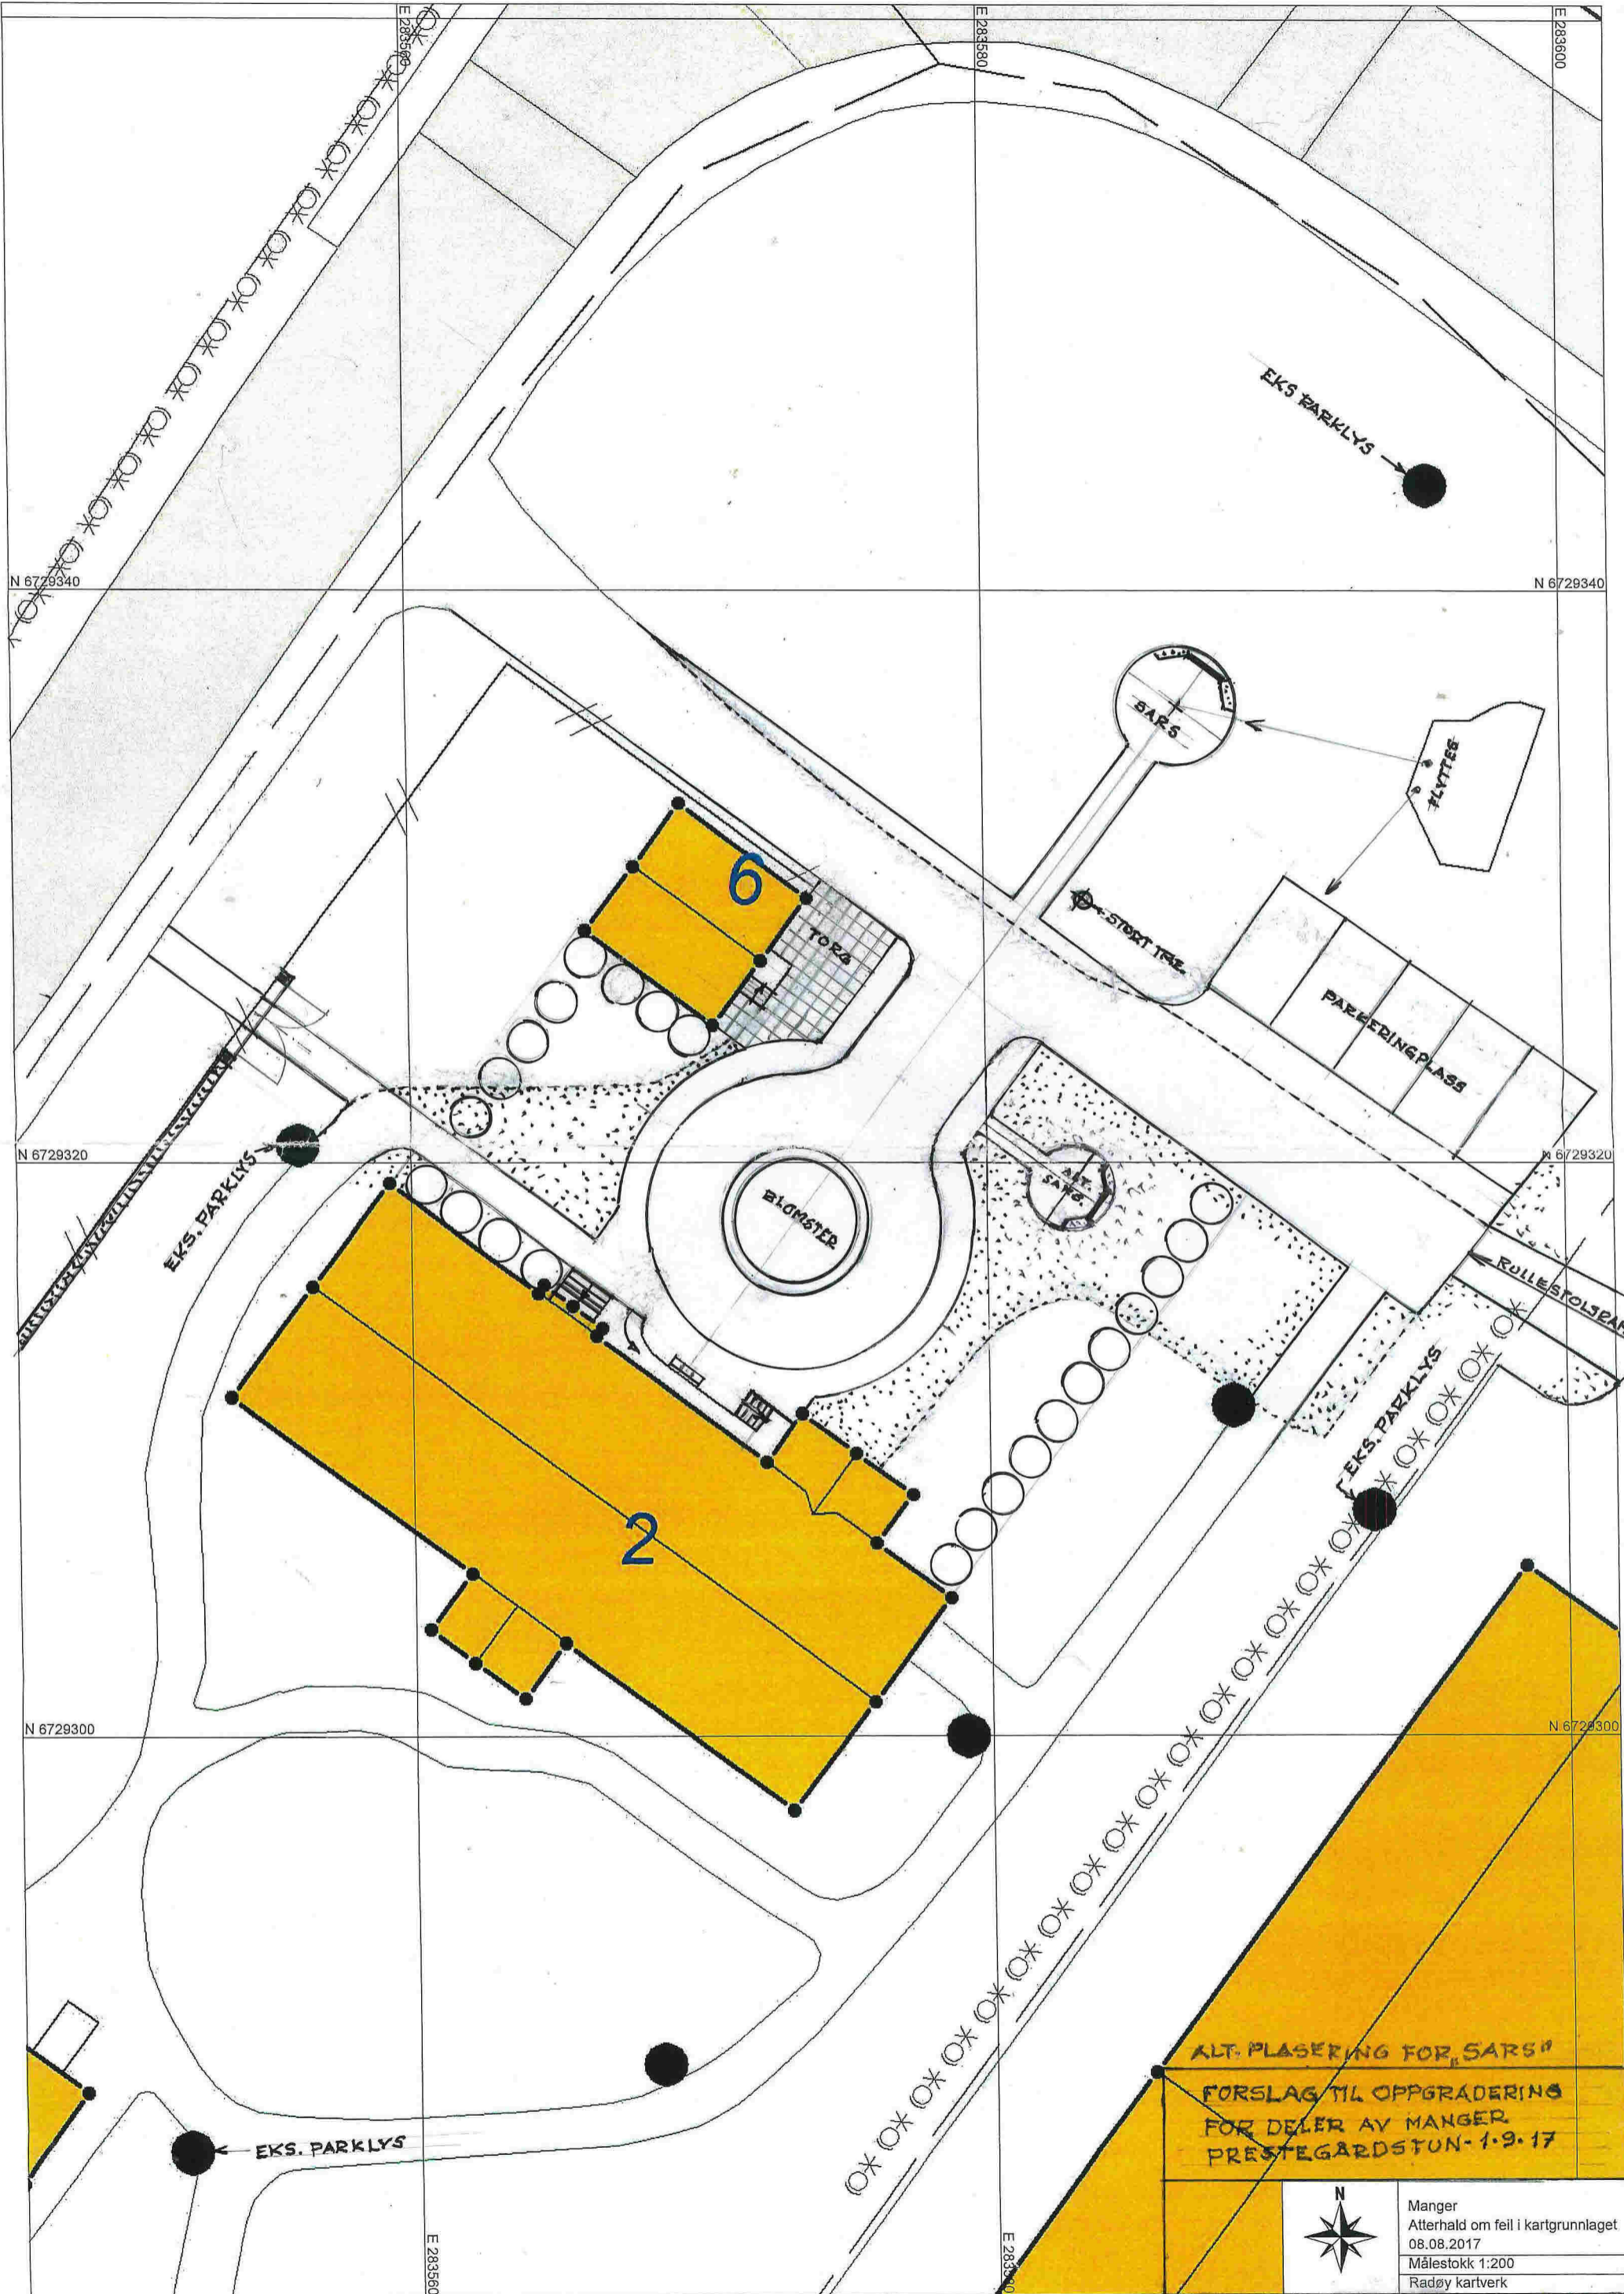 E 283560
E 283580
E 283600
EKS PARKLYS
N 6729340
N 6729340
SARS
FLYTTES
6
TORG
STORT TRE
PARKERINGPLASS
N 6729320
N 6729320
EKS. PARKLYS
ALT.
SARS
BLOMSTER
RULLESTOLSRAM
EKS. PARKLYS
2
N 6729300
N 6729300
EKS. PARKLYS
ALT. PLASERING FOR „SARS"
FORSLAG TIL OPPGRADERING
FOR DELER AV MANGER
PRESTEGARDSTUN - 1.9.17
E 283560
E 283580
N
Manger
Atterhald om feil i kartgrunnlaget
08.08.2017
Målestokk 1:200
Radøy kartverk